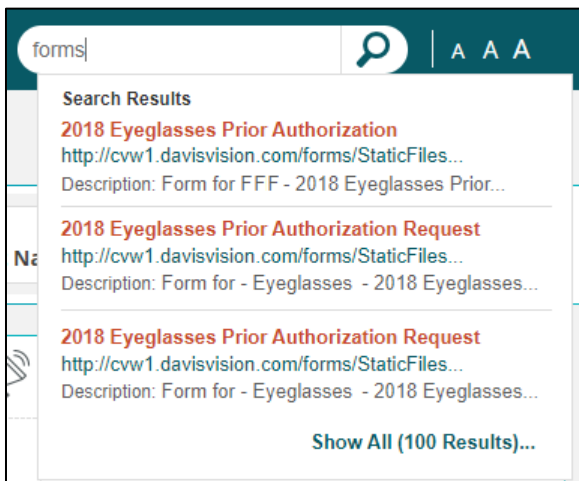 forms
A A A
Search Results
2018 Eyeglasses Prior Authorization
http://cvw1.davisvision.com/forms/StaticFiles...
Description: Form for FFF - 2018 Eyeglasses Prior...
2018 Eyeglasses Prior Authorization Request
http://cvw1.davisvision.com/forms/StaticFiles...
Na
Description: Form for - Eyeglasses - 2018 Eyeglasses...
2018 Eyeglasses Prior Authorization Request
http://cvw1.davisvision.com/forms/StaticFiles...
Description: Form for - Eyeglasses - 2018 Eyeglasses...
Show All (100 Results)...